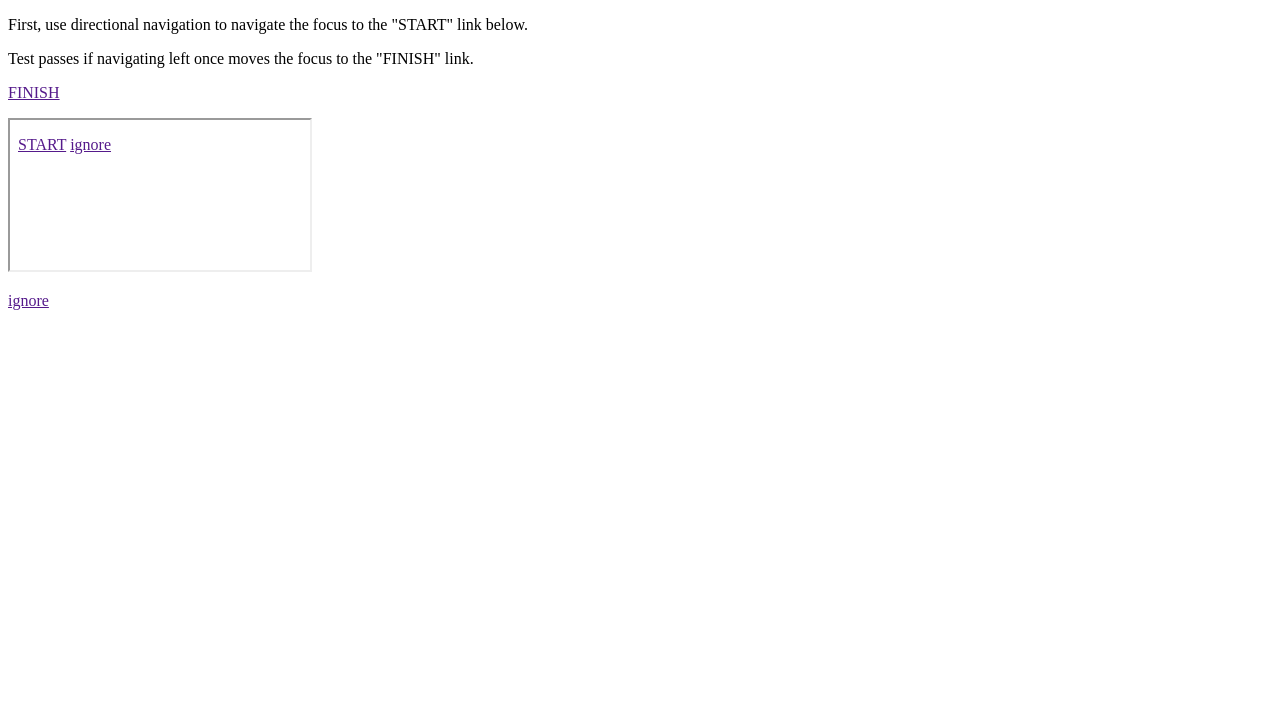 First, use directional navigation to navigate the focus to the "START" link below.
Test passes if navigating left once moves the focus to the "FINISH" link.
FINISH
START ignore
ignore